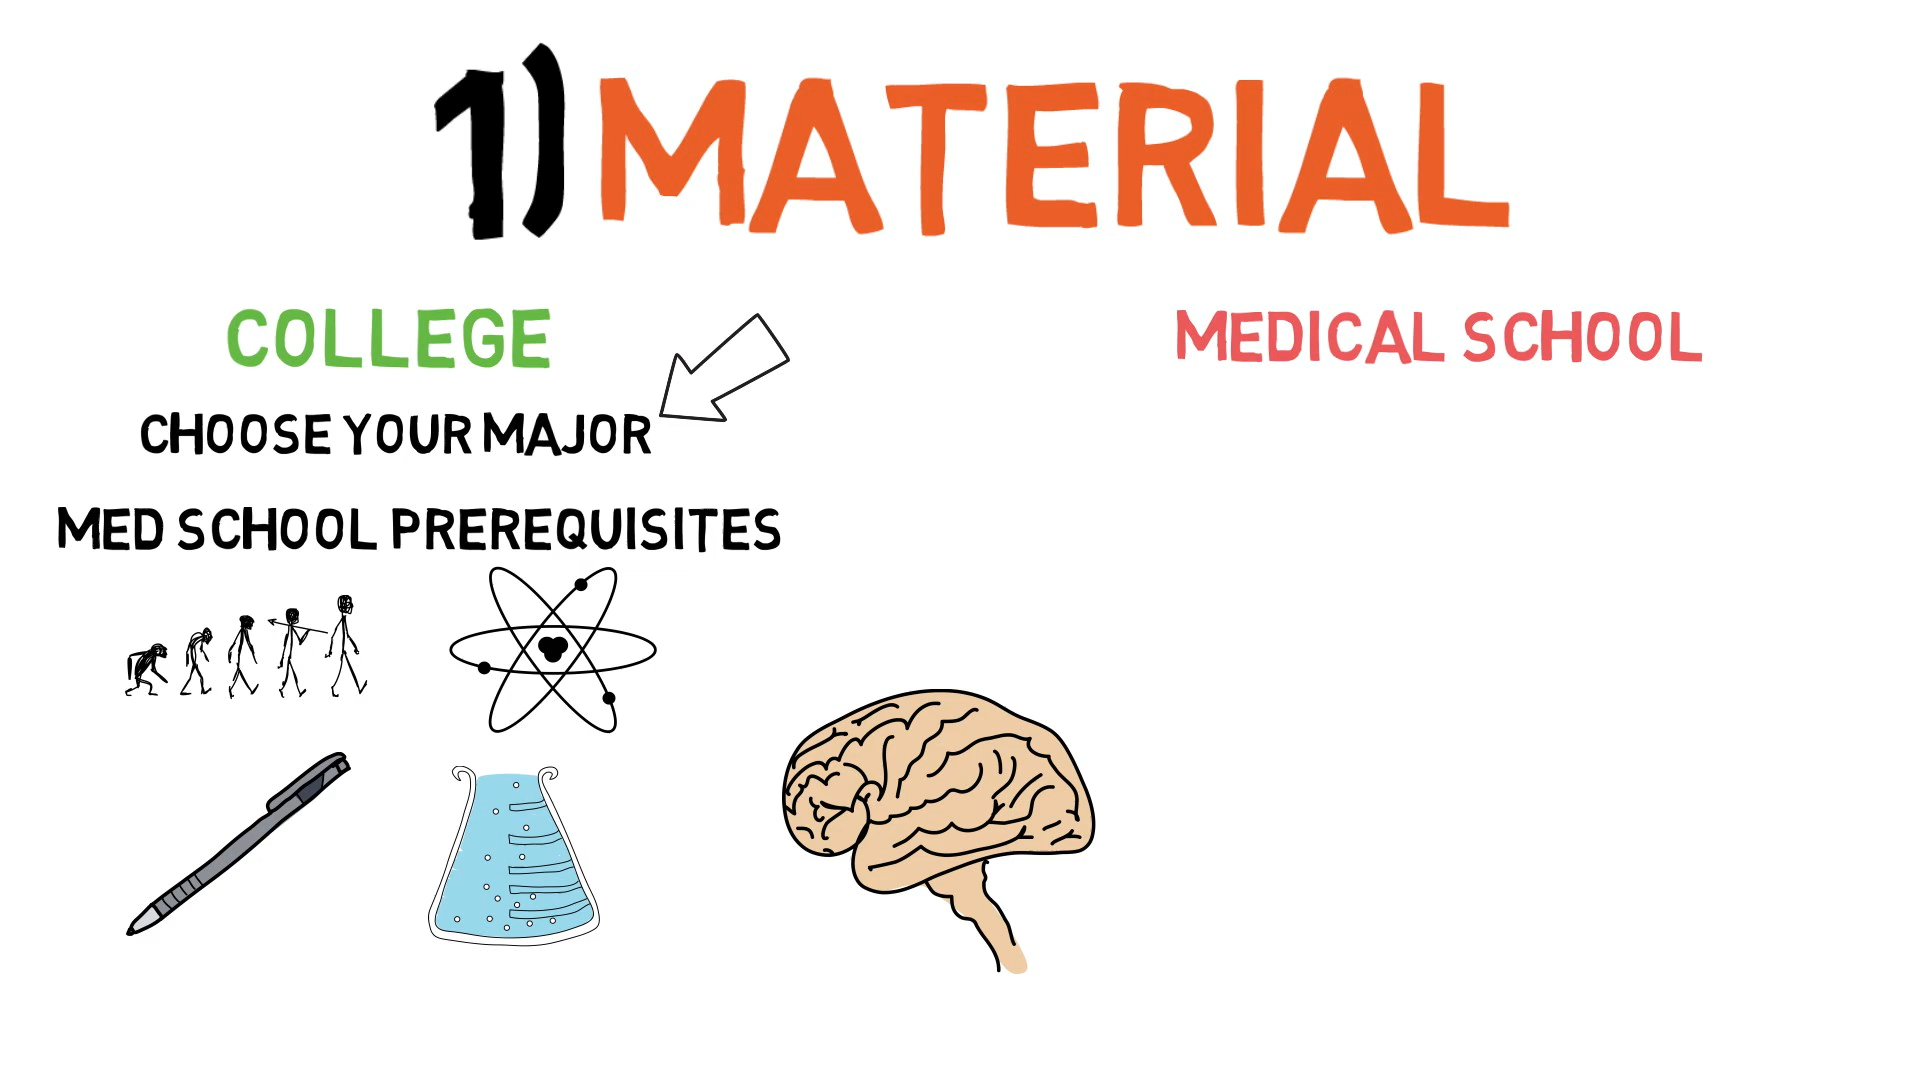 1) MATERIAL
COLLEGE
CHOOSE YOUR MAJOR
MED SCHOOL PREREQUISITES
MEDICAL SCHOOL